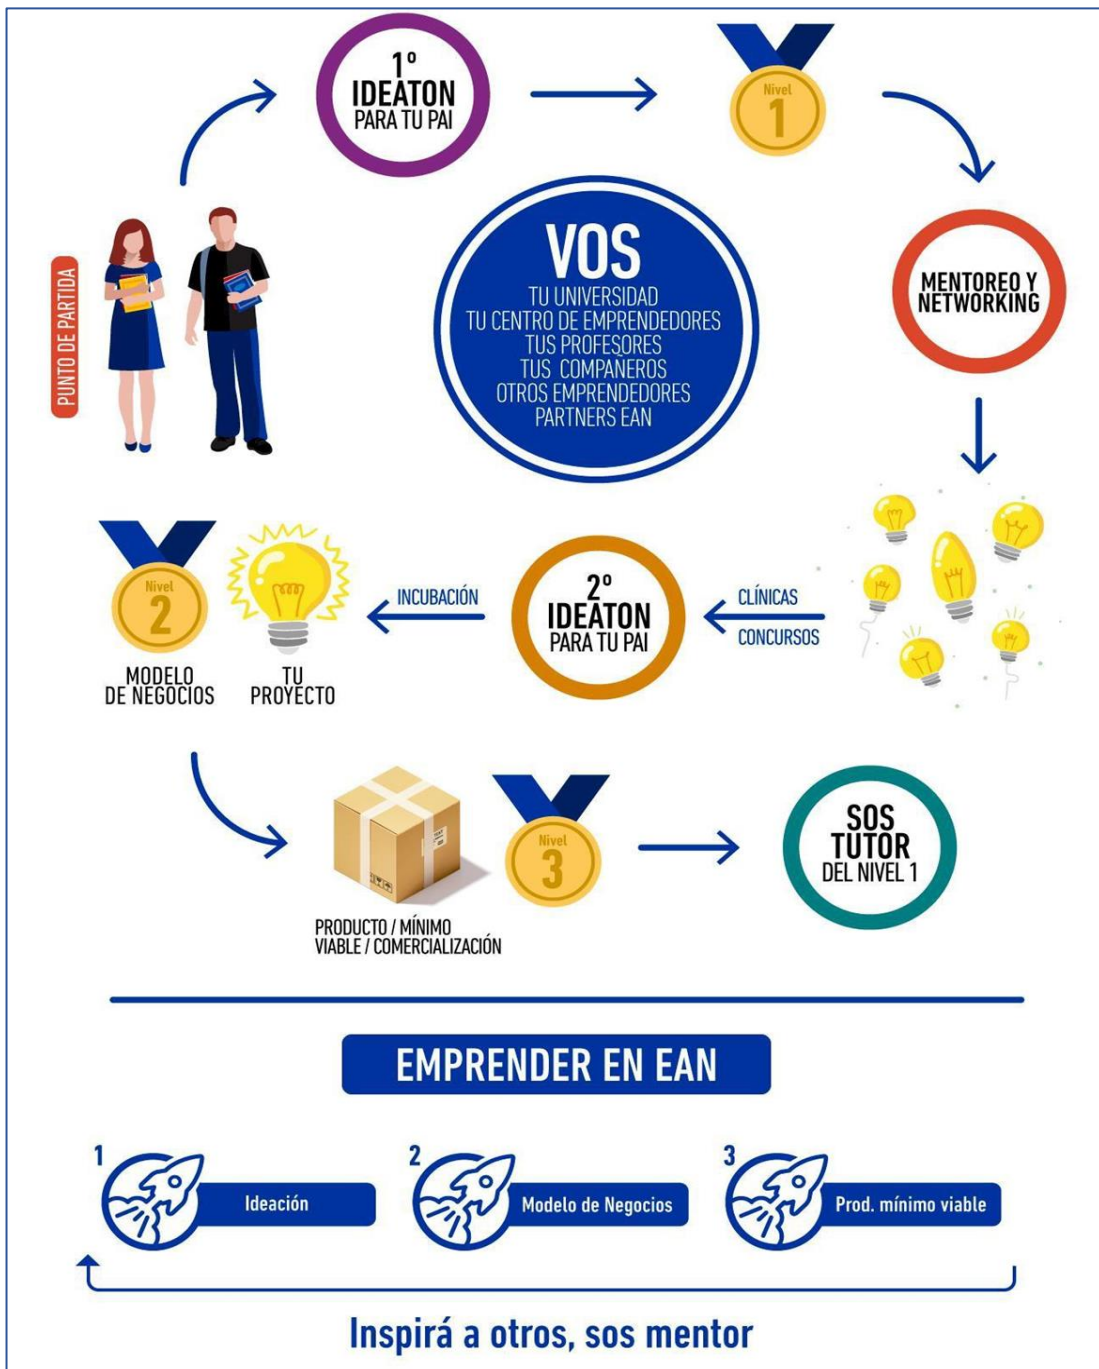 1º
IDEATON
PARA TU PAI
Nivel
1
PUNTO DE PARTIDA
VOS
TU UNIVERSIDAD
TU CENTRO DE EMPRENDEDORES
TUS PROFESORES
TUS COMPAÑEROS
OTROS EMPRENDEDORES
PARTNERS EAN
MENTOREO Y
NETWORKING
CLÍNICAS
CONCURSOS
2º
IDEATON
PARA TU PAI
INCUBACIÓN
Nivel
2
MODELO
DE NEGOCIOS
TU
PROYECTO
PRODUCTO / MÍNIMO
VIABLE / COMERCIALIZACIÓN
Nivel
3
SOS
TUTOR
DEL NIVEL 1
EMPRENDER EN EAN
1
Ideación
2
Modelo de Negocios
3
Prod. mínimo viable
Inspirá a otros, sos mentor